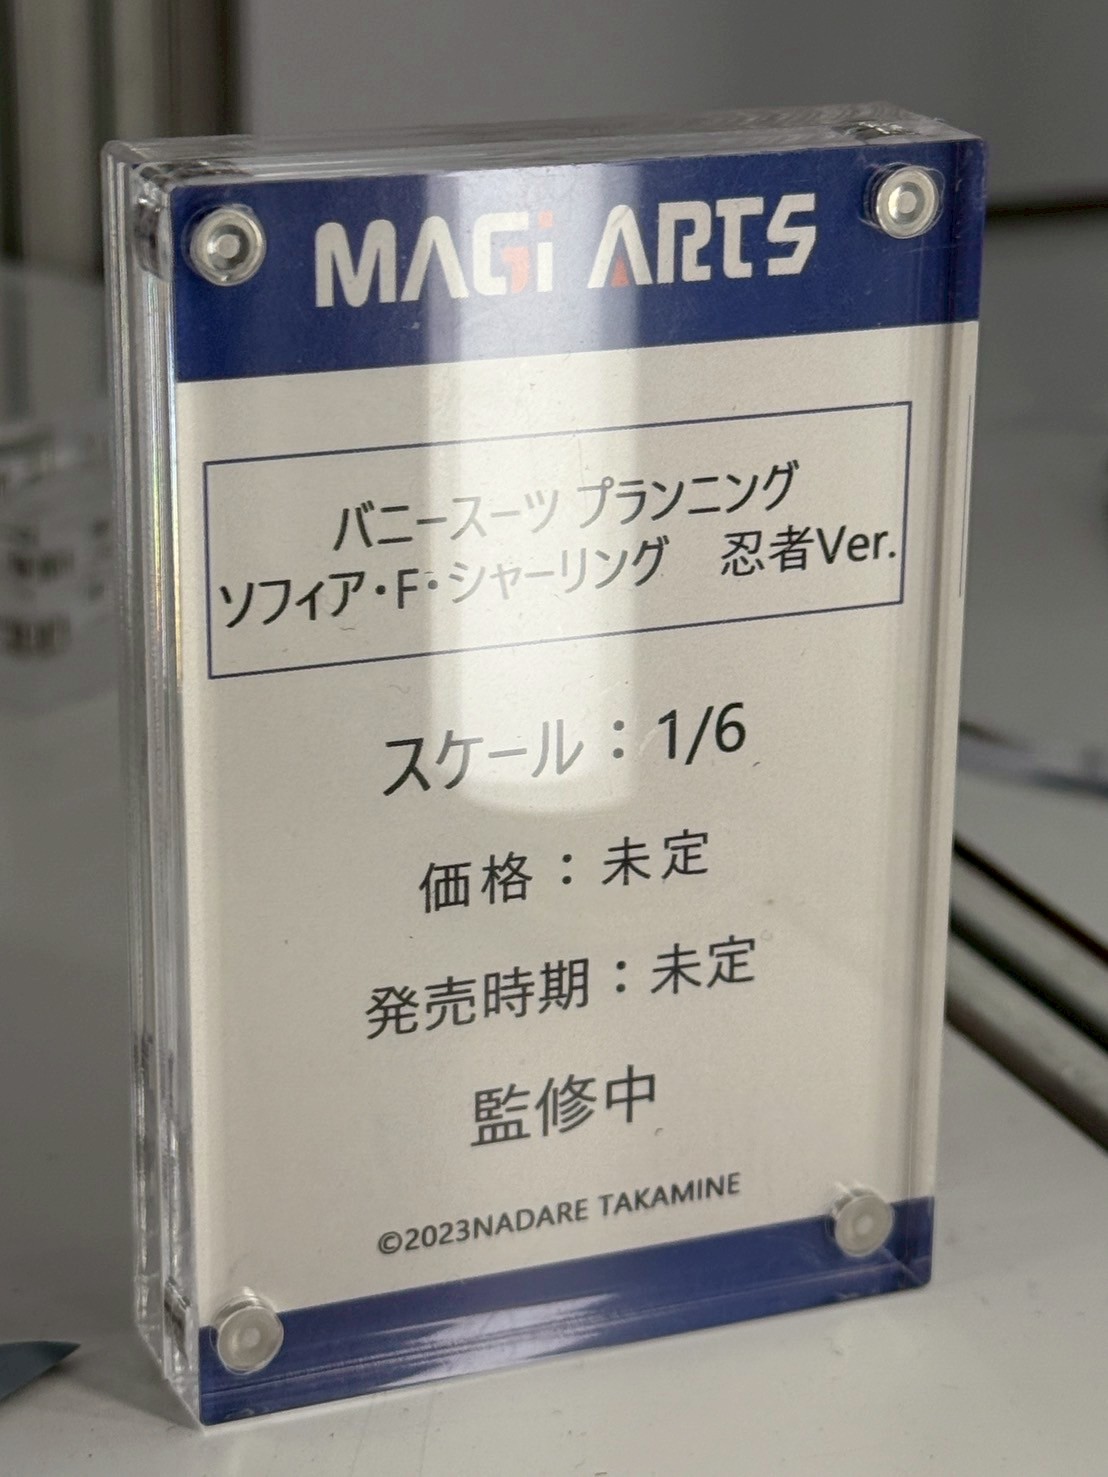 MAGi ARTS
バニースーツ プランニング
ソフィア・F・シャーリング　忍者Ver.
スケール：1/6
価格：未定
発売時期：未定
監修中
©2023NADARE TAKAMINE